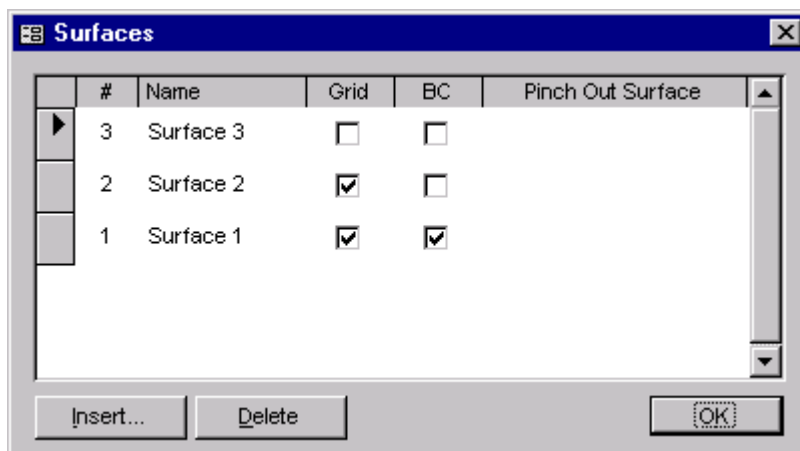 Surfaces
# Name Grid BC Pinch Out Surface
3 Surface 3
2 Surface 2
1 Surface 1
Insert... Delete OK